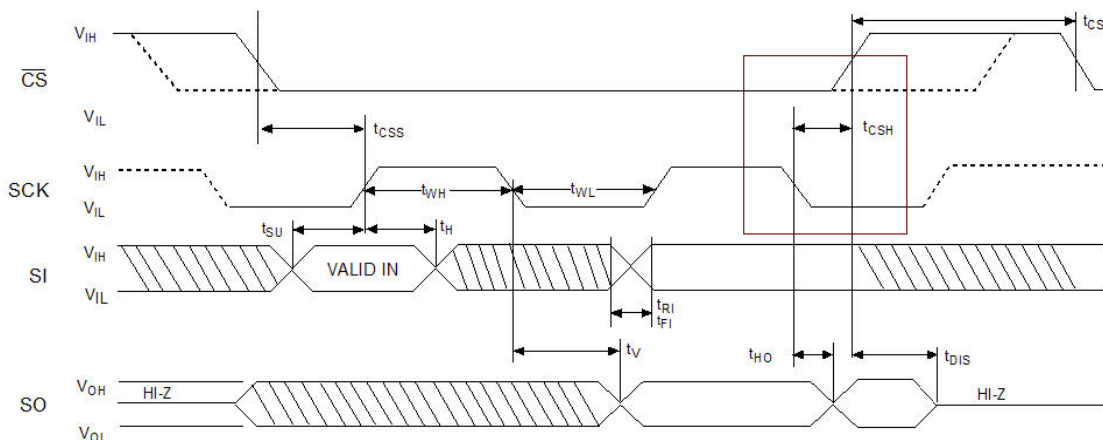 VIH
tCS
CS
VIL
tCSS
tCSH
VIH
SCK
VIL
tWH
tWL
tSU
tH
VIH
SI
VALID IN
VIL
tRI
tFI
tV
tHO
tDIS
VOH
HI-Z
HI-Z
SO
VOL